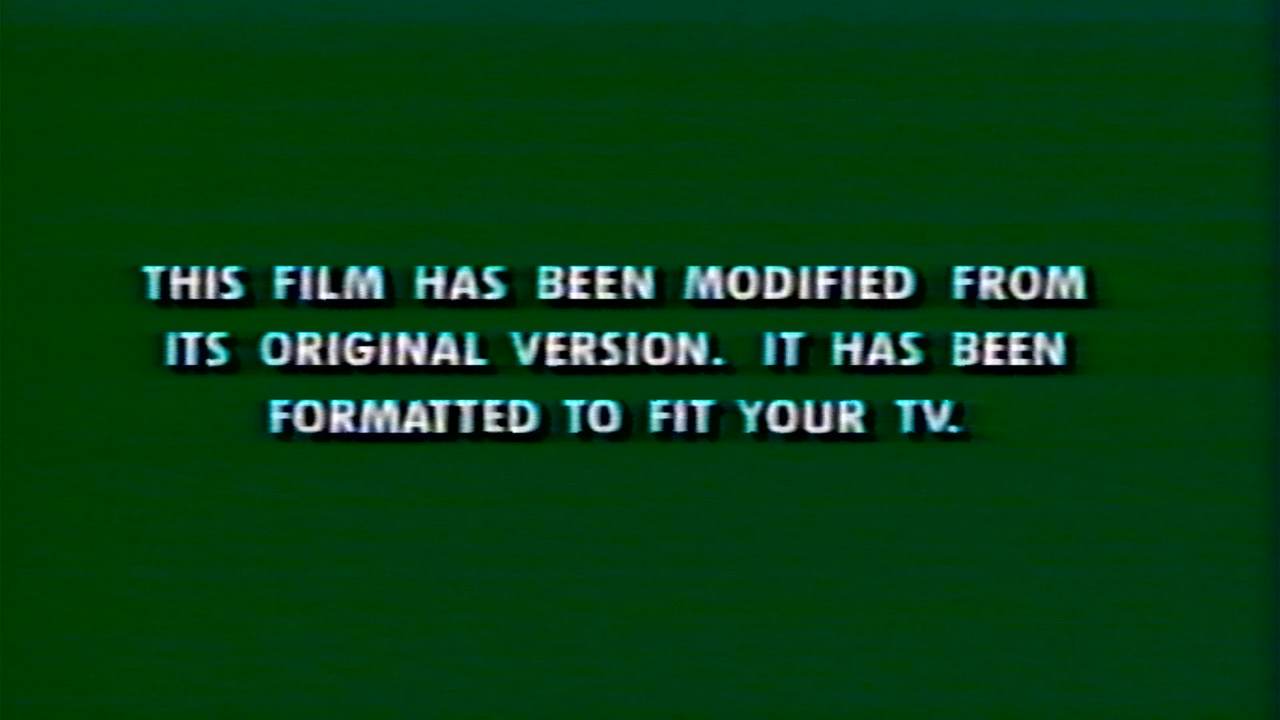 THIS FILM HAS BEEN MODIFIED FROM
ITS ORIGINAL VERSION. IT HAS BEEN
FORMATTED TO FIT YOUR TV.